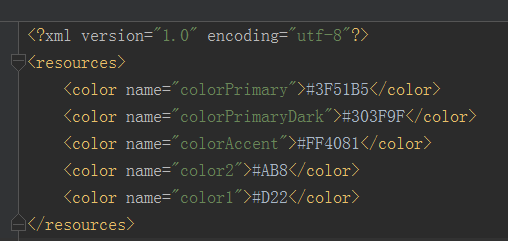 <?xml version="1.0" encoding="utf-8"?>
<resources>
<color name="colorPrimary">#3F51B5</color>
<color name="colorPrimaryDark">#303F9F</color>
<color name="colorAccent">#FF4081</color>
<color name="color2">#AB8</color>
<color name="color1">#D22</color>
</resources>